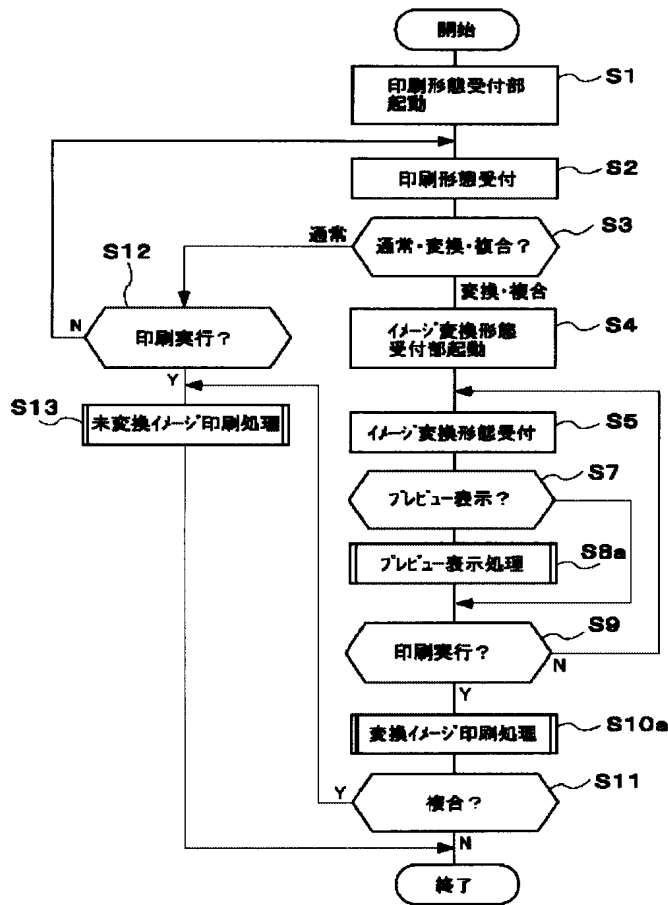 開始
印刷形態受付部
起動
S1
印刷形態受付
S2
通常・変換・複合？
S3
通常
変換・複合
S12
印刷実行？
N
Y
イメージ変換形態
受付部起動
S4
S13
未変換イメージ印刷処理
イメージ変換形態受付
S5
プレビュー表示？
S7
プレビュー表示処理
S8a
印刷実行？
S9
N
Y
変換イメージ印刷処理
S10a
複合？
S11
Y
N
終了